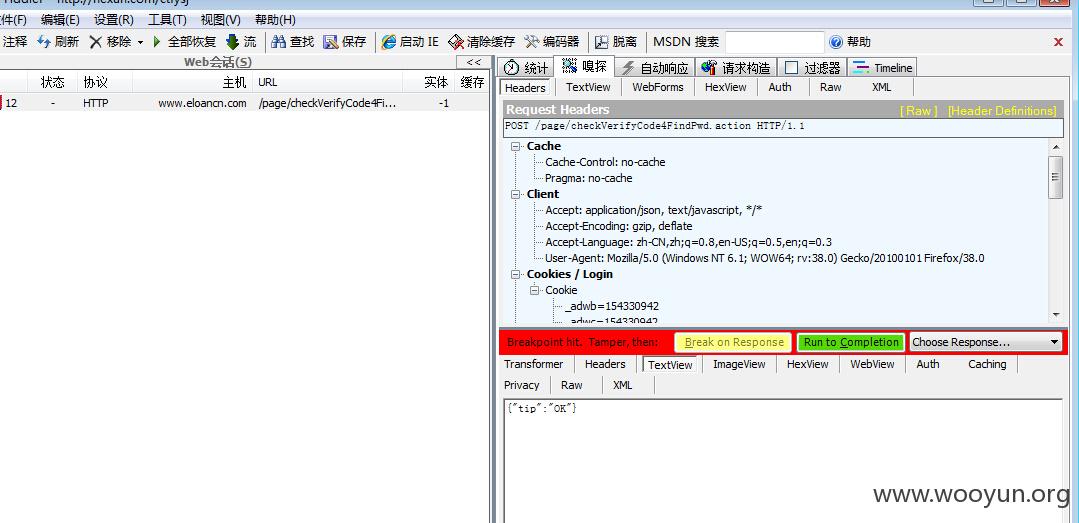 Fiddler - http://hexun.com/ctlysj
件(F) 编辑(E) 设置(R) 工具(T) 视图(V) 帮助(H)
注释 刷新 移除 全部恢复 流 查找 保存 启动 IE 清除缓存 编码器 脱离 MSDN 搜索 帮助 x
Web会话(S) <<
状态 协议 主机 URL 实体 缓存
12 - HTTP www.eloancn.com /page/checkVerifyCode4Fi... -1
统计 嗅探 自动响应 请求构造 过滤器 Timeline
Headers TextView WebForms HexView Auth Raw XML
Request Headers [ Raw ] [Header Definitions]
POST /page/checkVerifyCode4FindPwd.action HTTP/1.1
Cache
Cache-Control: no-cache
Pragma: no-cache
Client
Accept: application/json, text/javascript, */*
Accept-Encoding: gzip, deflate
Accept-Language: zh-CN,zh;q=0.8,en-US;q=0.5,en;q=0.3
User-Agent: Mozilla/5.0 (Windows NT 6.1; WOW64; rv:38.0) Gecko/20100101 Firefox/38.0
Cookies / Login
Cookie
_adwb=154330942
_adwc=154330942
Breakpoint hit. Tamper, then: Break on Response Run to Completion Choose Response...
Transformer Headers TextView ImageView HexView WebView Auth Caching
Privacy Raw XML
{"tip":"OK"}
www.wooyun.org